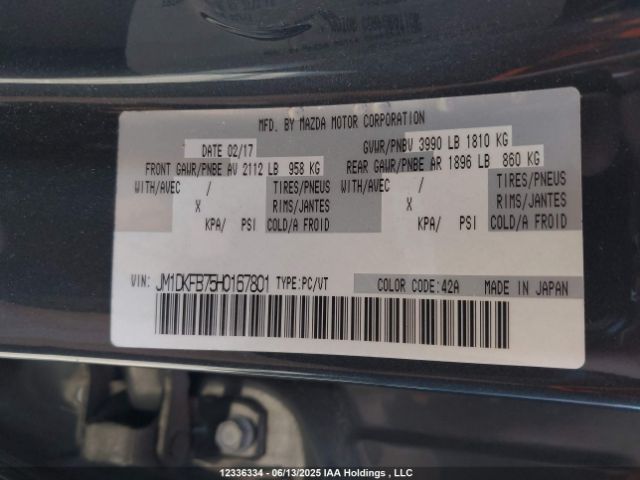 MFD. BY MAZDA MOTOR CORPORATION
DATE 02/17 GVWR/PNBV 3990 LB 1810 KG
FRONT GAWR/PNBE AV 2112 LB 958 KG REAR GAWR/PNBE AR 1896 LB 860 KG
WITH/AVEC / TIRES/PNEUS WITH/AVEC / TIRES/PNEUS
X RIMS/JANTES X RIMS/JANTES
KPA/ PSI COLD/A FROID KPA/ PSI COLD/A FROID
VIN: JM1DKFB75H0167801 TYPE:PC/VT COLOR CODE:42A MADE IN JAPAN
12336334 - 06/13/2025 IAA Holdings , LLC